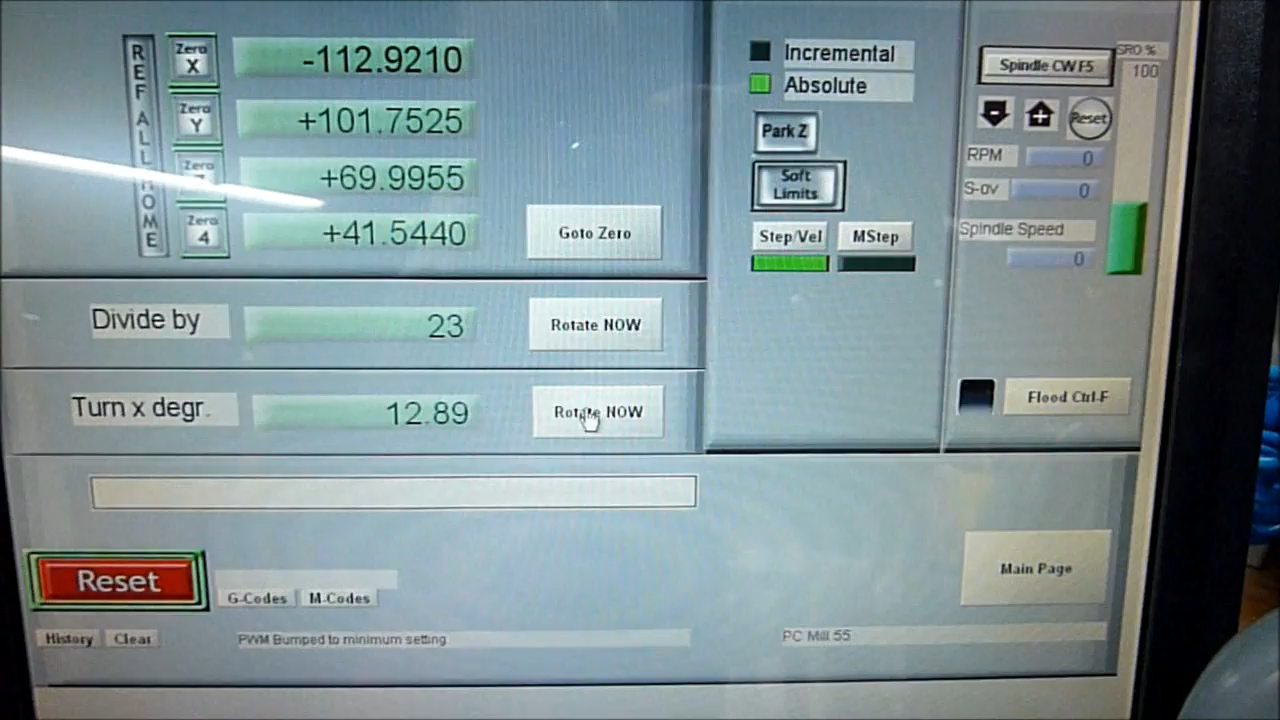 REF ALL HOME
Zero X -112.9210
Zero Y +101.7525
Zero +69.9955
Zero 4 +41.5440
Goto Zero
Divide by 23 Rotate NOW
Turn x degr. 12.89 Rotate NOW
Incremental
Absolute
Park Z
Soft Limits
Step/Vel MStep
Spindle CW F5
SRO %
100
Reset
RPM 0
S-ov 0
Spindle Speed
0
Flood Ctrl-F
Reset
G-Codes M-Codes
Main Page
History Clear PWM Bumped to minimum setting PC Mill 55